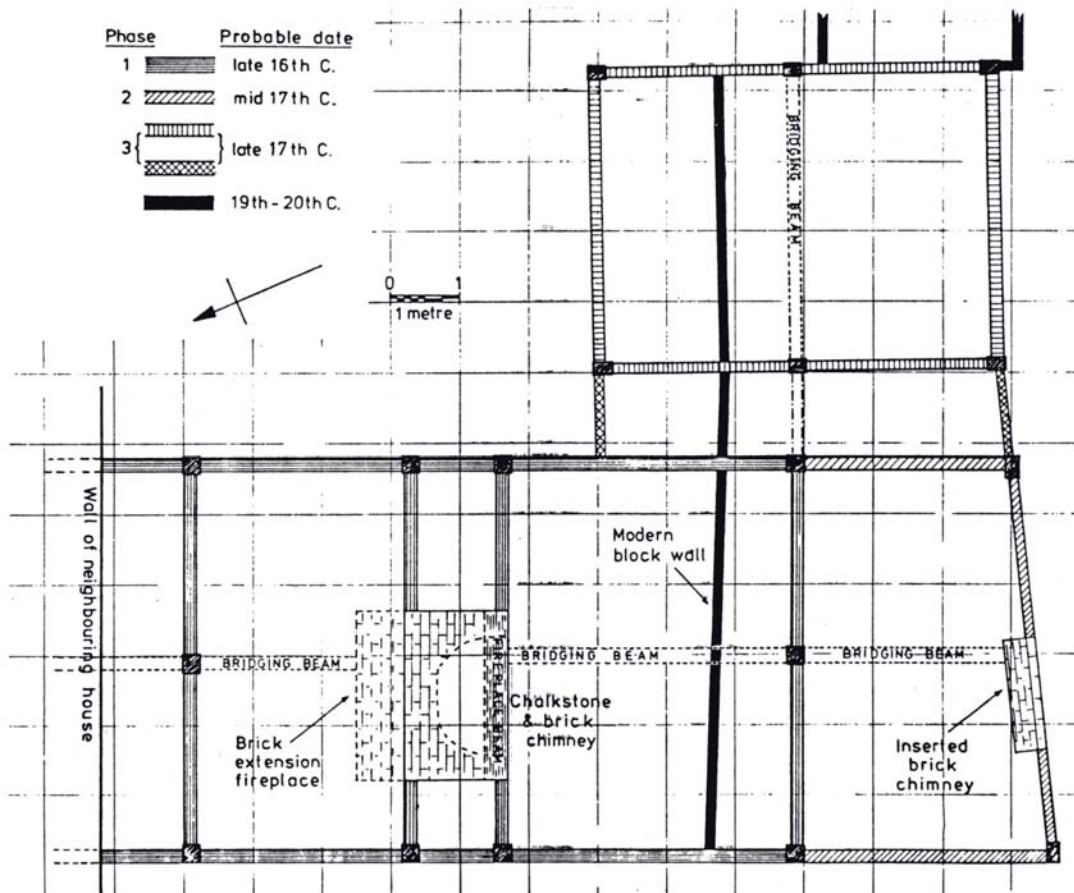 Phase Probable date
1 late 16th C.
2 mid 17th C.
3 { } late 17th C.
19th - 20th C.
0 1
1 metre
BRIDGING BEAM
Wall of neighbouring house
Modern
block wall
BRIDGING BEAM
BRIDGING BEAM
BRIDGING BEAM
FIREPLACE BEAM
Chalkstone
& brick
chimney
Brick
extension
fireplace
Inserted
brick
chimney